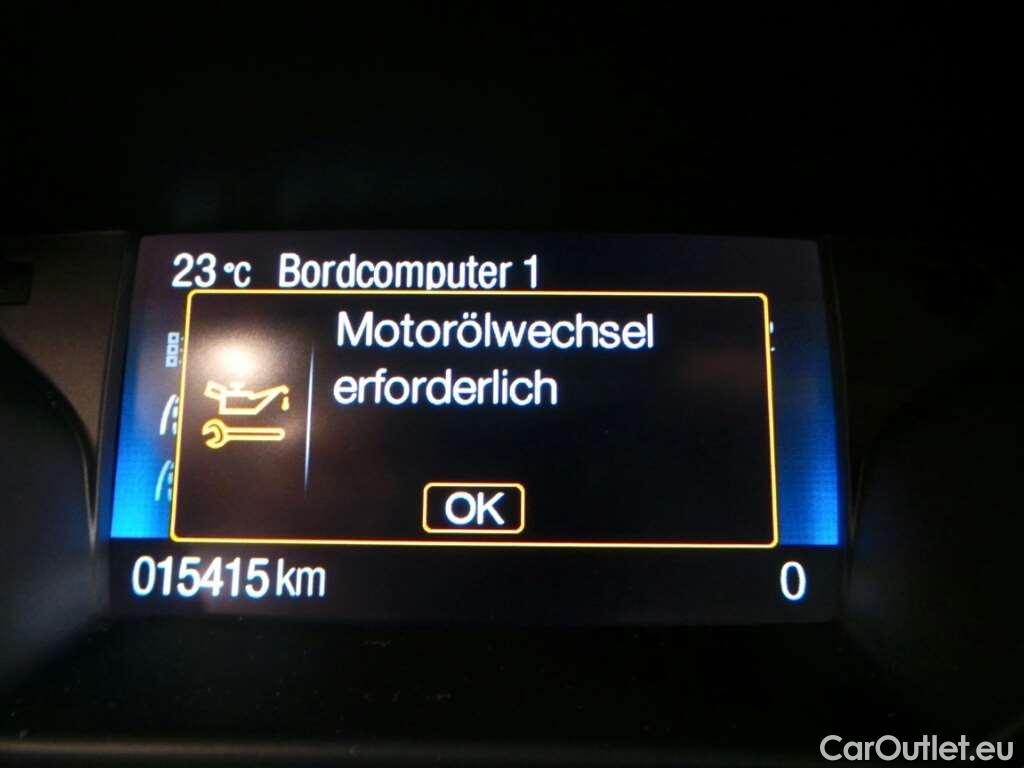 23 °C Bordcomputer 1
Motorölwechsel
erforderlich
OK
015415 km 0
CarOutlet.eu